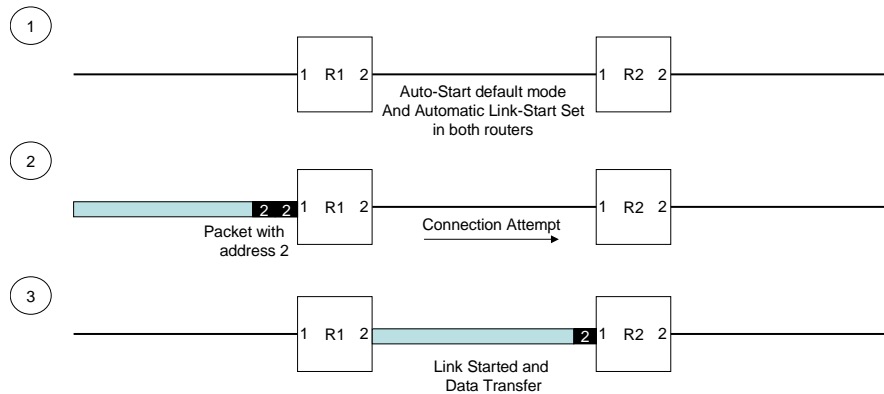 1
1 R1 2
1 R2 2
Auto-Start default mode
And Automatic Link-Start Set
in both routers
2
2 2
1 R1 2
Connection Attempt
1 R2 2
Packet with
address 2
3
1 R1 2
2
1 R2 2
Link Started and
Data Transfer